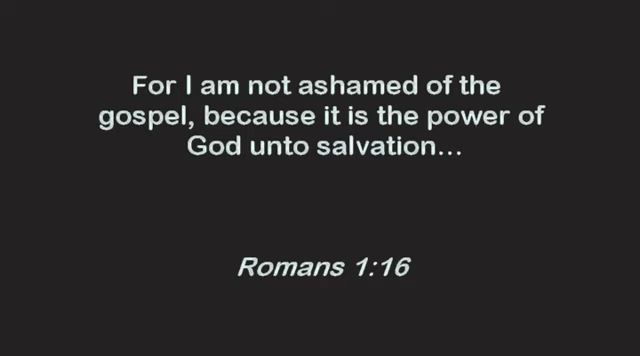 For I am not ashamed of the
gospel, because it is the power of
God unto salvation...
Romans 1:16